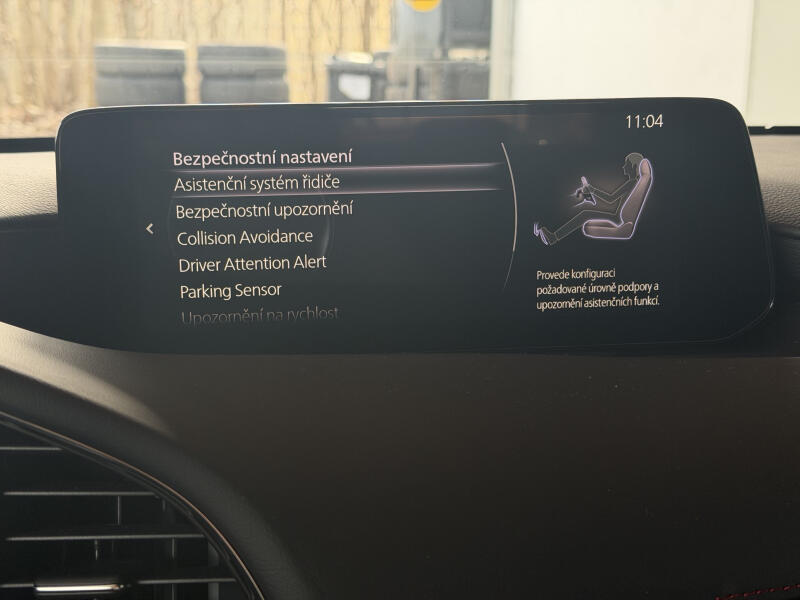 11:04
Bezpečnostní nastavení
Asistenční systém řidiče
Bezpečnostní upozornění
Collision Avoidance
Driver Attention Alert
Parking Sensor
Upozornění na rychlost
Provede konfiguraci
požadované úrovně podpory a
upozornění asistenčních funkcí.